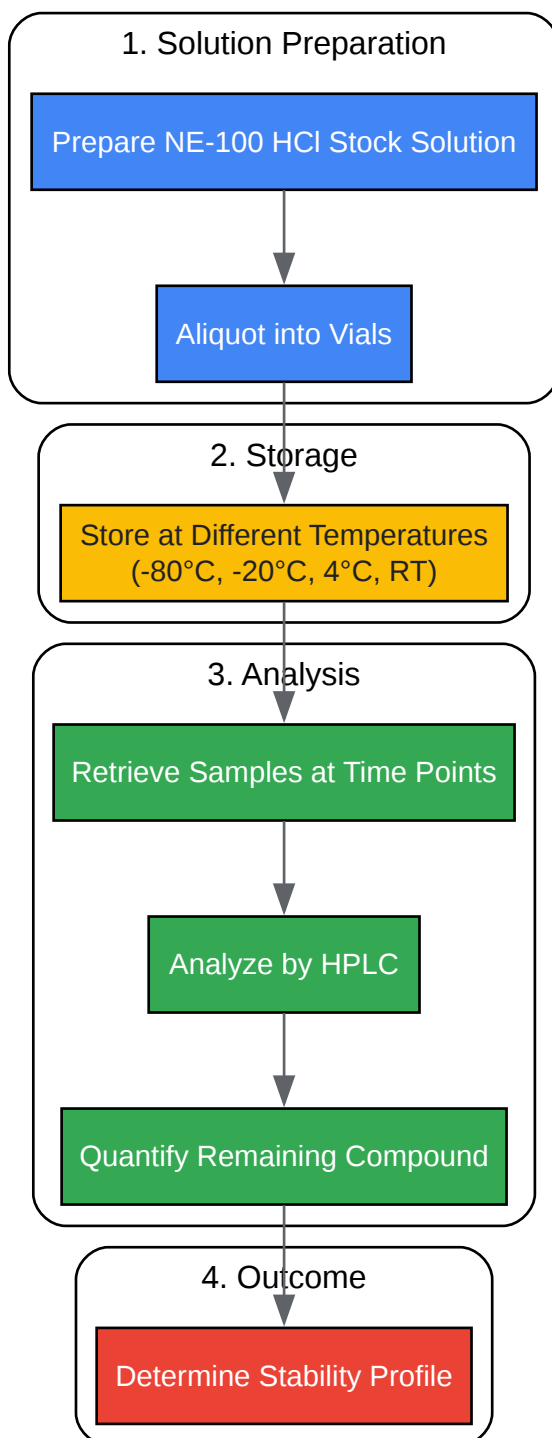 1. Solution Preparation
Prepare NE-100 HCl Stock Solution
Aliquot into Vials
2. Storage
Store at Different Temperatures
(-80°C, -20°C, 4°C, RT)
3. Analysis
Retrieve Samples at Time Points
Analyze by HPLC
Quantify Remaining Compound
4. Outcome
Determine Stability Profile